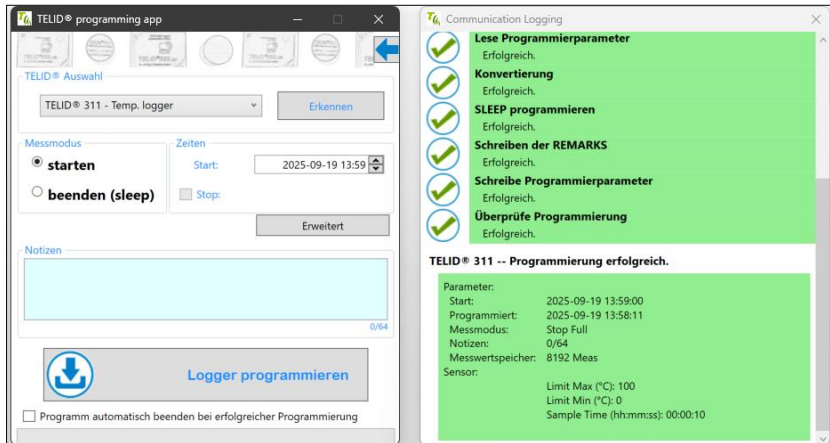 TELID® programming app
TELID® Auswahl
TELID® 311 - Temp. logger
Erkennen
Messmodus
starten
beenden (sleep)
Zeiten
Start: 2025-09-19 13:59
Stop:
Erweitert
Notizen
0/64
Logger programmieren
Programm automatisch beenden bei erfolgreicher Programmierung
Communication Logging
Lese Programmierparameter
Erfolgreich.
Konvertierung
Erfolgreich.
SLEEP programmieren
Erfolgreich.
Schreiben der REMARKS
Erfolgreich.
Schreibe Programmierparameter
Erfolgreich.
Überprüfe Programmierung
Erfolgreich.
TELID® 311 -- Programmierung erfolgreich.
Parameter:
Start: 2025-09-19 13:59:00
Programmiert: 2025-09-19 13:58:11
Messmodus: Stop Full
Notizen: 0/64
Messwertspeicher: 8192 Meas
Sensor:
Limit Max (°C): 100
Limit Min (°C): 0
Sample Time (hh:mm:ss): 00:00:10